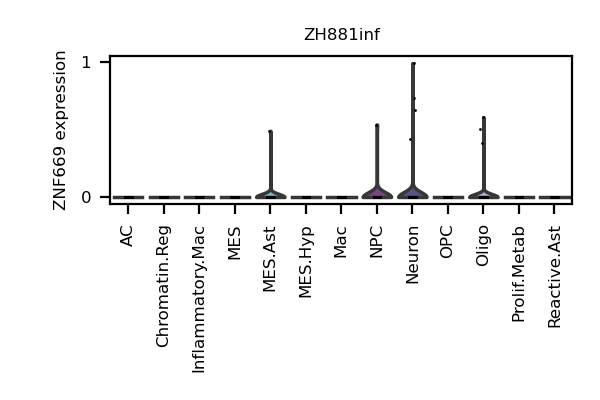 ZH881inf
ZNF669 expression
1
0
AC
Chromatin.Reg
Inflammatory.Mac
MES
MES.Ast
MES.Hyp
Mac
NPC
Neuron
OPC
Oligo
Prolif.Metab
Reactive.Ast